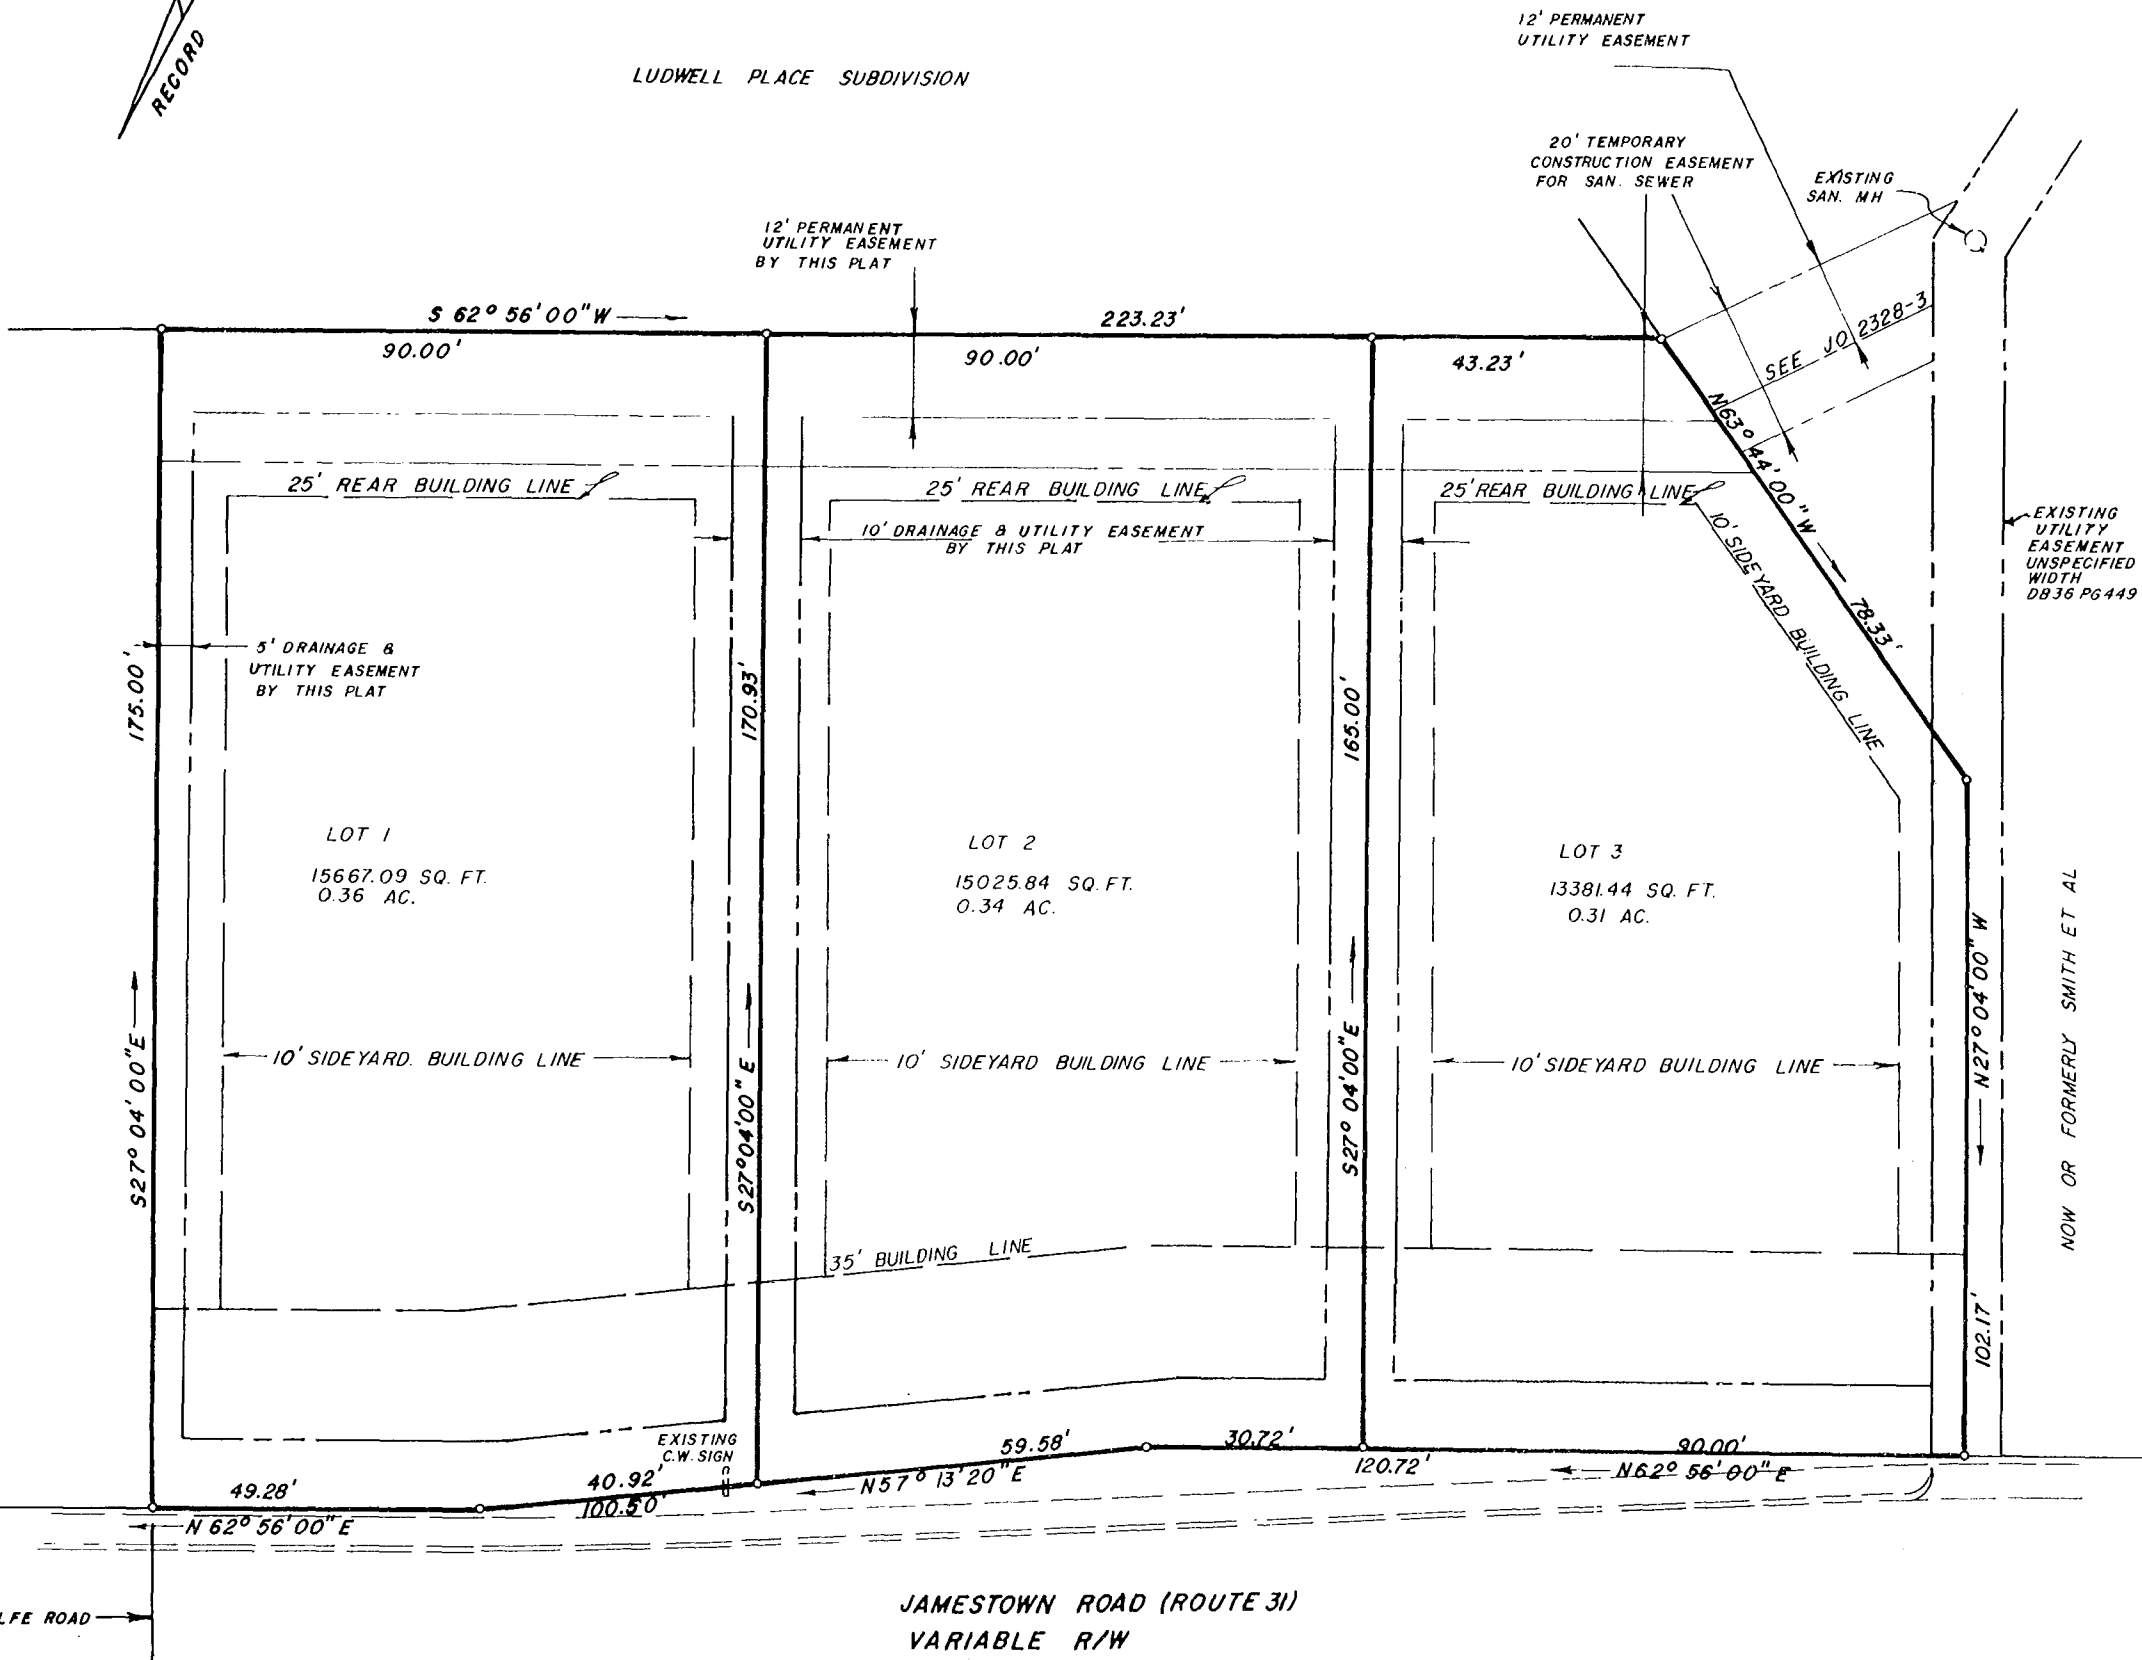 RECORD
LUDWELL PLACE SUBDIVISION
12' PERMANENT
UTILITY EASEMENT
20' TEMPORARY
CONSTRUCTION EASEMENT
FOR SAN. SEWER
EXISTING
SAN. MH
12' PERMANENT
UTILITY EASEMENT
BY THIS PLAT
S 62° 56' 00" W
223.23'
90.00'
90.00'
43.23'
SEE JO 2328-3
N63° 44' 00" W
78.33'
25' REAR BUILDING LINE
25' REAR BUILDING LINE
25' REAR BUILDING LINE
10' DRAINAGE & UTILITY EASEMENT
BY THIS PLAT
10' SIDEYARD BUILDING LINE
EXISTING
UTILITY
EASEMENT
UNSPECIFIED
WIDTH
DB36 PG449
5' DRAINAGE &
UTILITY EASEMENT
BY THIS PLAT
175.00'
170.93'
165.00'
LOT 1
15667.09 SQ. FT.
0.36 AC.
LOT 2
15025.84 SQ. FT.
0.34 AC.
LOT 3
13381.44 SQ. FT.
0.31 AC.
S27° 04' 00" E
S27° 04' 00" E
S27° 04' 00" E
N27° 04' 00" W
NOW OR FORMERLY SMITH ET AL
10' SIDEYARD. BUILDING LINE
10' SIDEYARD BUILDING LINE
10' SIDEYARD BUILDING LINE
35' BUILDING LINE
102.17'
EXISTING
C.W. SIGN
49.28'
40.92'
100.50'
59.58'
30.72'
120.72'
90.00'
N 62° 56' 00" E
N57° 13' 20" E
N62° 56' 00" E
LFE ROAD
JAMESTOWN ROAD (ROUTE 31)
VARIABLE R/W